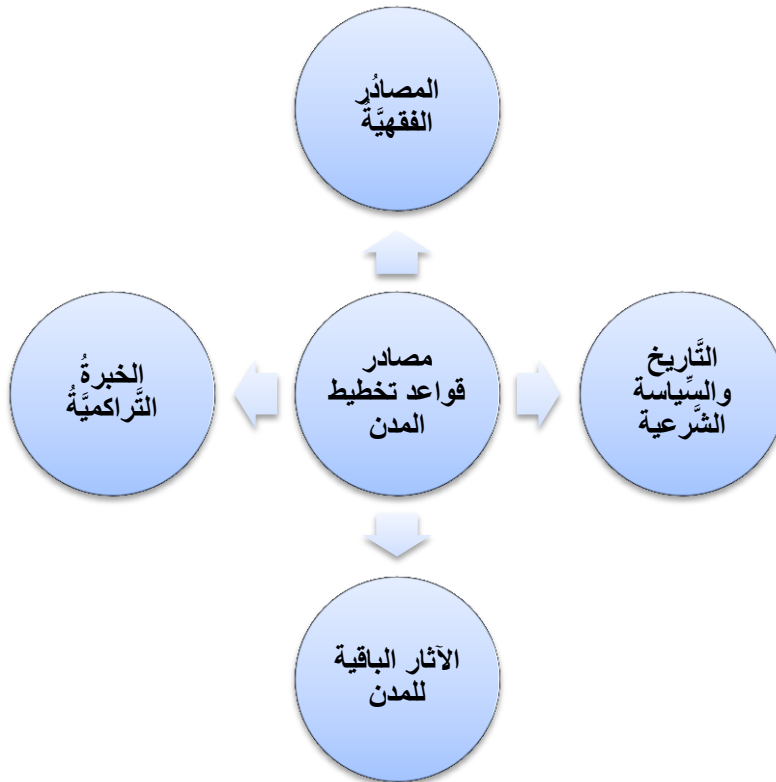 المصادُر
الفقهيَّةُ
التَّاريخ
والسِّياسة
الشَّرعية
مصادر
قواعد تخطيط
المدن
الخبرةُ
التَّراكميَّةُ
الآثار الباقية
للمدن